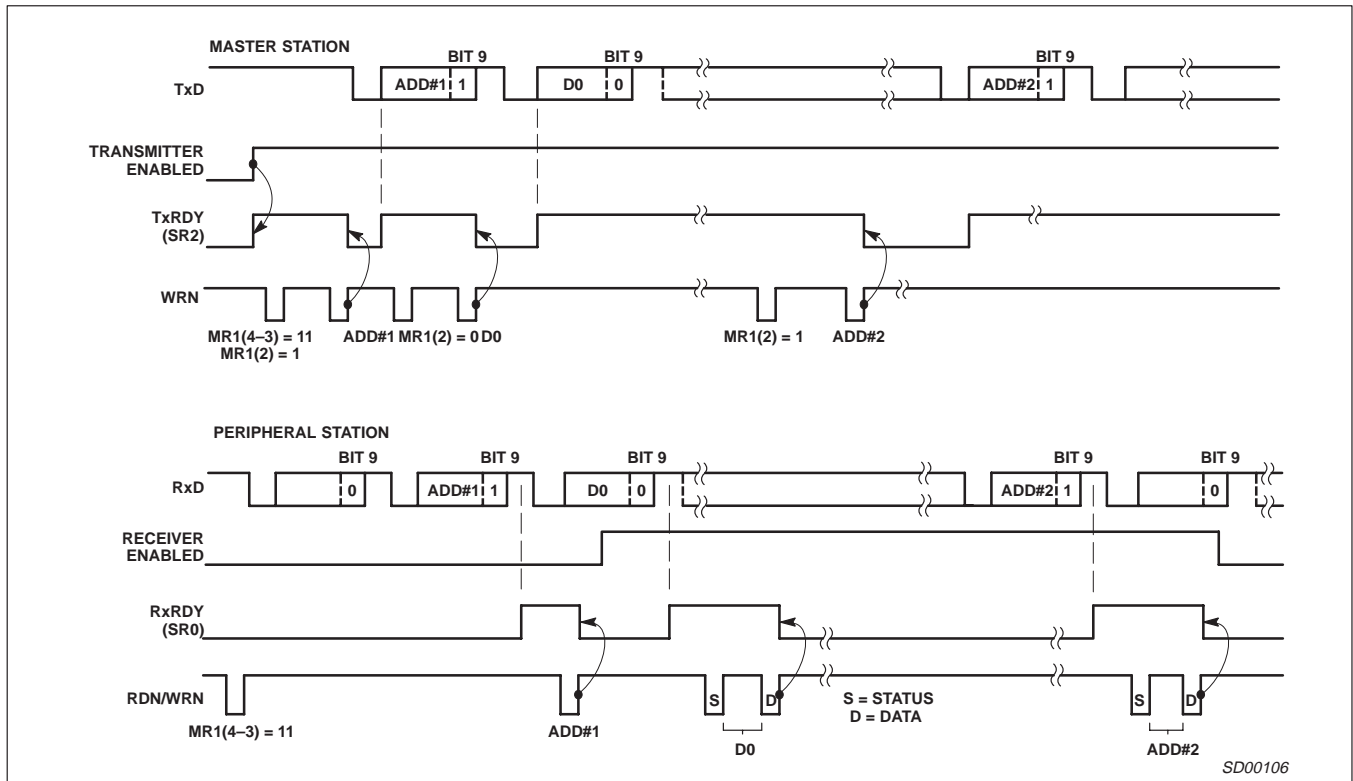 MASTER STATION
BIT 9 BIT 9 BIT 9
TxD ADD#1 1 D0 0 ADD#2 1
TRANSMITTER
ENABLED
TxRDY
(SR2)
WRN
MR1(4–3) = 11 ADD#1 MR1(2) = 0 D0 MR1(2) = 1 ADD#2
MR1(2) = 1
PERIPHERAL STATION
BIT 9 BIT 9 BIT 9 BIT 9 BIT 9
RxD 0 ADD#1 1 D0 0 ADD#2 1 0
RECEIVER
ENABLED
RxRDY
(SR0)
RDN/WRN S D S = STATUS S D
D = DATA
MR1(4–3) = 11 ADD#1 D0 ADD#2
SD00106